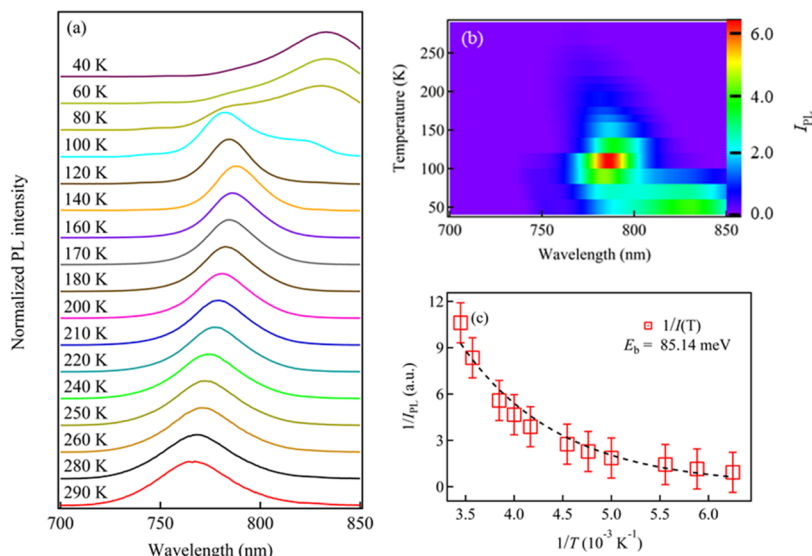 (a)
40 K
60 K
80 K
100 K
120 K
140 K
160 K
170 K
180 K
200 K
210 K
220 K
240 K
250 K
260 K
280 K
290 K
Normalized PL intensity
700 750 800 850
Wavelength (nm)
(b)
250
200
150
100
50
Temperature (K)
700 750 800 850
Wavelength (nm)
6.0
4.0
2.0
0.0
I_PL
(c)
12
9
6
3
0
1/I_PL (a.u.)
1/I(T)
E_b = 85.14 meV
3.5 4.0 4.5 5.0 5.5 6.0
1/T (10⁻³ K⁻¹)